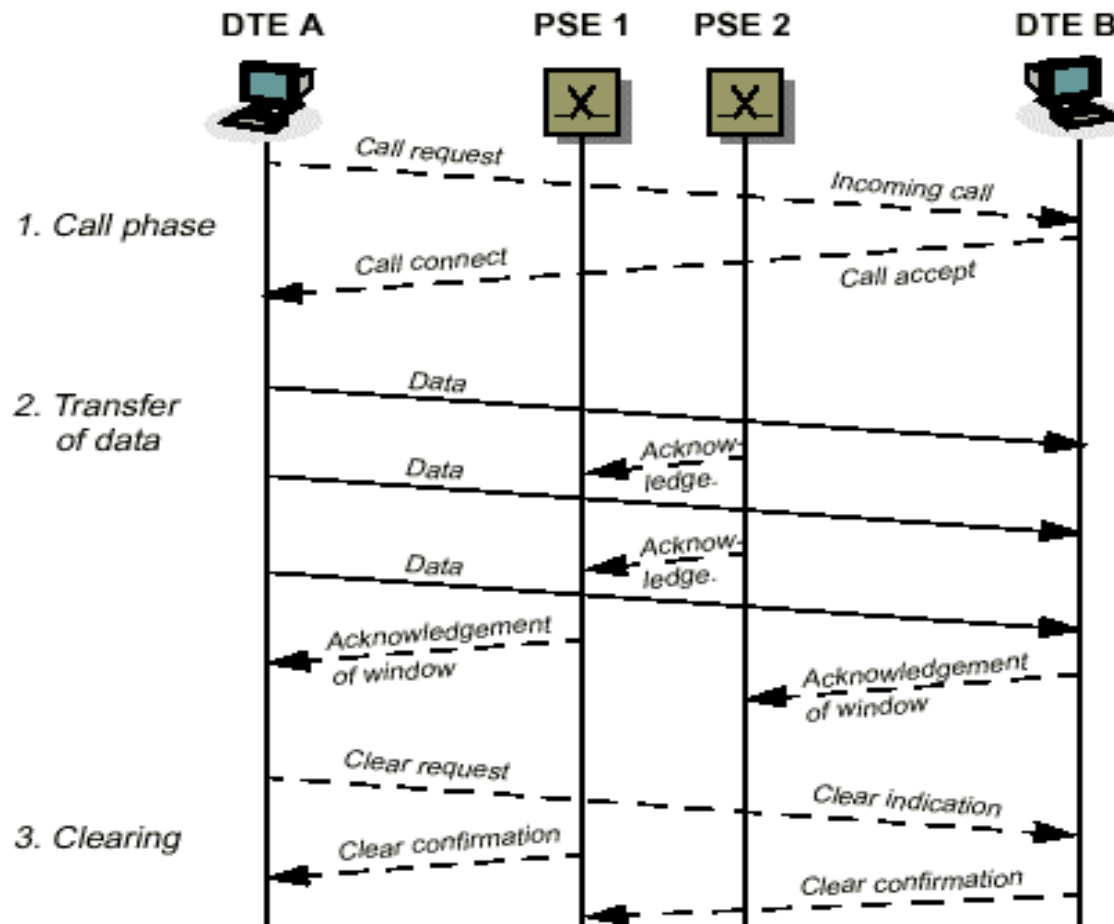 DTE A
PSE 1
PSE 2
DTE B
X
X
Call request
Incoming call
1. Call phase
Call connect
Call accept
Data
2. Transfer
of data
Acknow-
ledge.
Data
Acknow-
ledge.
Data
Acknowledgement
of window
Acknowledgement
of window
Clear request
Clear indication
3. Clearing
Clear confirmation
Clear confirmation